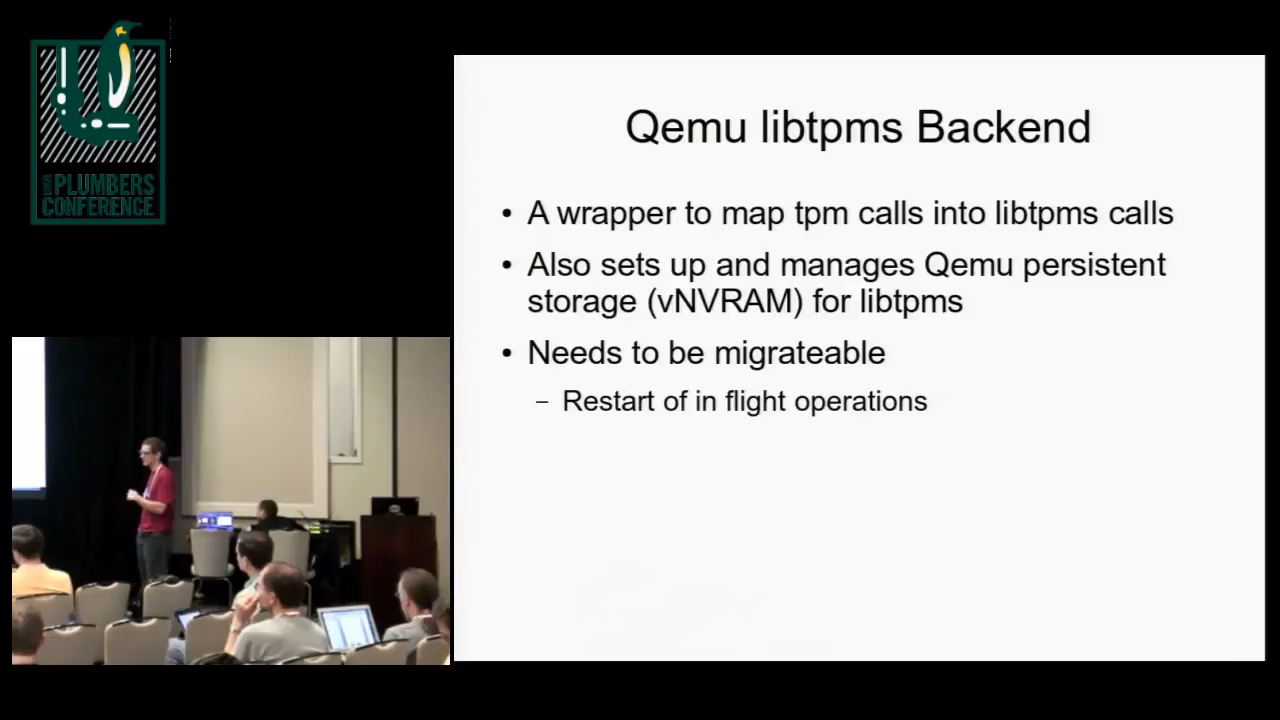 LINUX
PLUMBERS
CONFERENCE
Qemu libtpms Backend
• A wrapper to map tpm calls into libtpms calls
• Also sets up and manages Qemu persistent
storage (vNVRAM) for libtpms
• Needs to be migrateable
– Restart of in flight operations